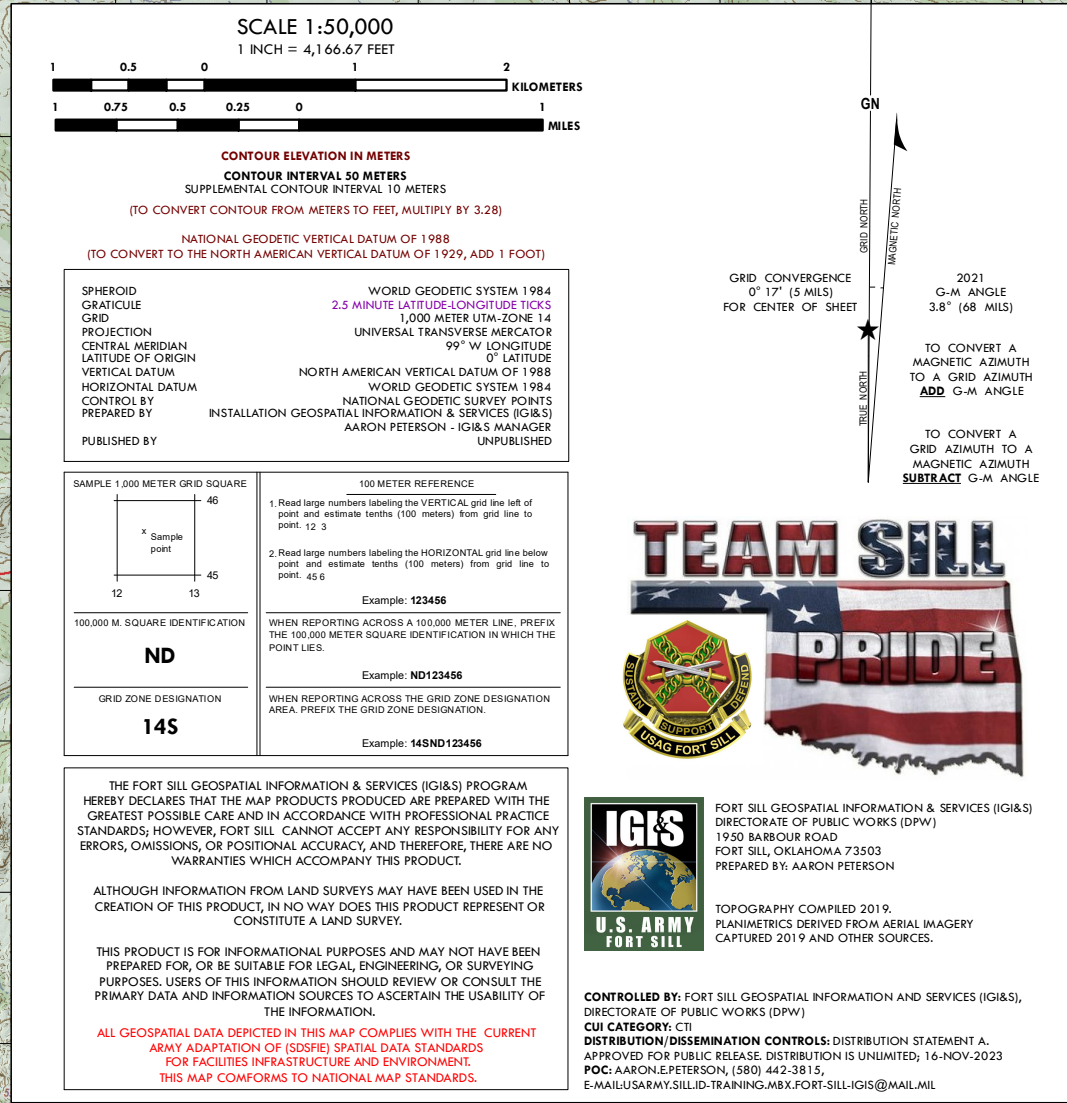 SCALE 1:50,000
1 INCH = 4,166.67 FEET
1 0.5 0 1 2
KILOMETERS
1 0.75 0.5 0.25 0 1
MILES
CONTOUR ELEVATION IN METERS
CONTOUR INTERVAL 50 METERS
SUPPLEMENTAL CONTOUR INTERVAL 10 METERS
(TO CONVERT CONTOUR FROM METERS TO FEET, MULTIPLY BY 3.28)
NATIONAL GEODETIC VERTICAL DATUM OF 1988
(TO CONVERT TO THE NORTH AMERICAN VERTICAL DATUM OF 1929, ADD 1 FOOT)
SPHEROID WORLD GEODETIC SYSTEM 1984
GRATICULE 2.5 MINUTE LATITUDE-LONGITUDE TICKS
GRID 1,000 METER UTM-ZONE 14
PROJECTION UNIVERSAL TRANSVERSE MERCATOR
CENTRAL MERIDIAN 99° W LONGITUDE
LATITUDE OF ORIGIN 0° LATITUDE
VERTICAL DATUM NORTH AMERICAN VERTICAL DATUM OF 1988
HORIZONTAL DATUM WORLD GEODETIC SYSTEM 1984
CONTROL BY NATIONAL GEODETIC SURVEY POINTS
PREPARED BY INSTALLATION GEOSPATIAL INFORMATION & SERVICES (IGI&S)
AARON PETERSON - IGI&S MANAGER
PUBLISHED BY UNPUBLISHED
SAMPLE 1,000 METER GRID SQUARE
46
x Sample
point
45
12 13
100 METER REFERENCE
1. Read large numbers labeling the VERTICAL grid line left of
point and estimate tenths (100 meters) from grid line to
point. 12 3
2. Read large numbers labeling the HORIZONTAL grid line below
point and estimate tenths (100 meters) from grid line to
point. 45 6
Example: 123456
100,000 M. SQUARE IDENTIFICATION
ND
WHEN REPORTING ACROSS A 100,000 METER LINE, PREFIX
THE 100,000 METER SQUARE IDENTIFICATION IN WHICH THE
POINT LIES.
Example: ND123456
GRID ZONE DESIGNATION
14S
WHEN REPORTING ACROSS THE GRID ZONE DESIGNATION
AREA. PREFIX THE GRID ZONE DESIGNATION.
Example: 14SND123456
THE FORT SILL GEOSPATIAL INFORMATION & SERVICES (IGI&S) PROGRAM
HEREBY DECLARES THAT THE MAP PRODUCTS PRODUCED ARE PREPARED WITH THE
GREATEST POSSIBLE CARE AND IN ACCORDANCE WITH PROFESSIONAL PRACTICE
STANDARDS; HOWEVER, FORT SILL CANNOT ACCEPT ANY RESPONSIBILITY FOR ANY
ERRORS, OMISSIONS, OR POSITIONAL ACCURACY, AND THEREFORE, THERE ARE NO
WARRANTIES WHICH ACCOMPANY THIS PRODUCT.
ALTHOUGH INFORMATION FROM LAND SURVEYS MAY HAVE BEEN USED IN THE
CREATION OF THIS PRODUCT, IN NO WAY DOES THIS PRODUCT REPRESENT OR
CONSTITUTE A LAND SURVEY.
THIS PRODUCT IS FOR INFORMATIONAL PURPOSES AND MAY NOT HAVE BEEN
PREPARED FOR, OR BE SUITABLE FOR LEGAL, ENGINEERING, OR SURVEYING
PURPOSES. USERS OF THIS INFORMATION SHOULD REVIEW OR CONSULT THE
PRIMARY DATA AND INFORMATION SOURCES TO ASCERTAIN THE USABILITY OF
THE INFORMATION.
ALL GEOSPATIAL DATA DEPICTED IN THIS MAP COMPLIES WITH THE CURRENT
ARMY ADAPTATION OF (SDSFIE) SPATIAL DATA STANDARDS
FOR FACILITIES INFRASTRUCTURE AND ENVIRONMENT.
THIS MAP COMFORMS TO NATIONAL MAP STANDARDS.
GN
GRID NORTH
MAGNETIC NORTH
TRUE NORTH
GRID CONVERGENCE
0° 17' (5 MILS)
FOR CENTER OF SHEET
2021
G-M ANGLE
3.8° (68 MILS)
TO CONVERT A
MAGNETIC AZIMUTH
TO A GRID AZIMUTH
ADD G-M ANGLE
TO CONVERT A
GRID AZIMUTH TO A
MAGNETIC AZIMUTH
SUBTRACT G-M ANGLE
TEAM SILL
PRIDE
SUSTAIN
SUPPORT
DEFEND
USAG FORT SILL
IGI&S
U.S. ARMY
FORT SILL
FORT SILL GEOSPATIAL INFORMATION & SERVICES (IGI&S)
DIRECTORATE OF PUBLIC WORKS (DPW)
1950 BARBOUR ROAD
FORT SILL, OKLAHOMA 73503
PREPARED BY: AARON PETERSON
TOPOGRAPHY COMPILED 2019.
PLANIMETRICS DERIVED FROM AERIAL IMAGERY
CAPTURED 2019 AND OTHER SOURCES.
CONTROLLED BY: FORT SILL GEOSPATIAL INFORMATION AND SERVICES (IGI&S),
DIRECTORATE OF PUBLIC WORKS (DPW)
CUI CATEGORY: CTI
DISTRIBUTION/DISSEMINATION CONTROLS: DISTRIBUTION STATEMENT A.
APPROVED FOR PUBLIC RELEASE. DISTRIBUTION IS UNLIMITED; 16-NOV-2023
POC: AARON.E.PETERSON, (580) 442-3815,
E-MAIL:USARMY.SILL.ID-TRAINING.MBX.FORT-SILL-IGIS@MAIL.MIL